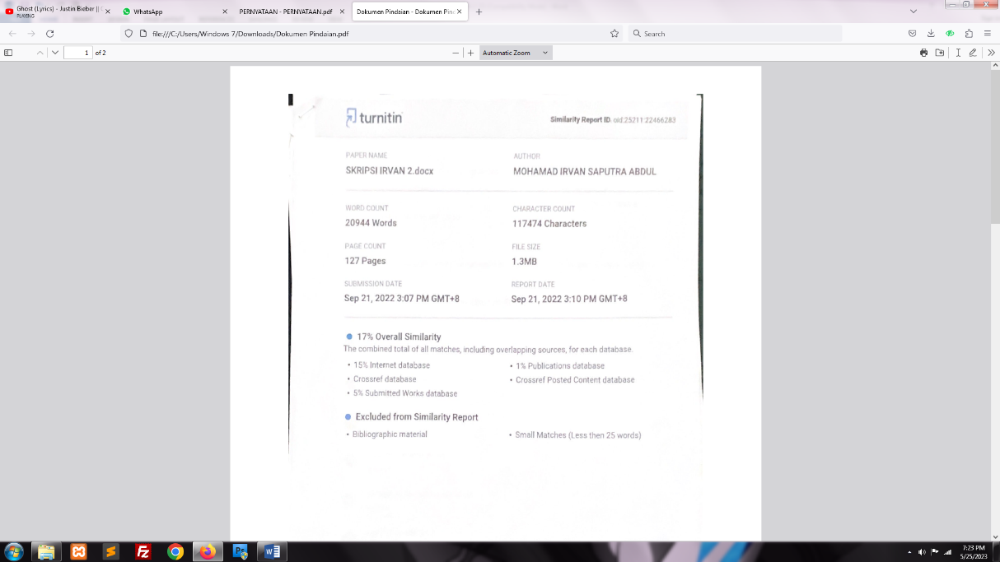 Ghost (Lyrics) - Justin Bieber ||
PLAYING
WhatsApp
PERNYATAAN - PERNYATAAN.pdf
Dokumen Pindaian - Dokumen Pind
file:///C:/Users/Windows 7/Downloads/Dokumen Pindaian.pdf
Search
1 of 2
Automatic Zoom
turnitin
Similarity Report ID. oid:25211:22466283
PAPER NAME
AUTHOR
SKRIPSI IRVAN 2.docx
MOHAMAD IRVAN SAPUTRA ABDUL
WORD COUNT
CHARACTER COUNT
20944 Words
117474 Characters
PAGE COUNT
FILE SIZE
127 Pages
1.3MB
SUBMISSION DATE
REPORT DATE
Sep 21, 2022 3:07 PM GMT+8
Sep 21, 2022 3:10 PM GMT+8
● 17% Overall Similarity
The combined total of all matches, including overlapping sources, for each database.
• 15% Internet database
• 1% Publications database
• Crossref database
• Crossref Posted Content database
• 5% Submitted Works database
● Excluded from Similarity Report
• Bibliographic material
• Small Matches (Less then 25 words)
7:23 PM
5/25/2023